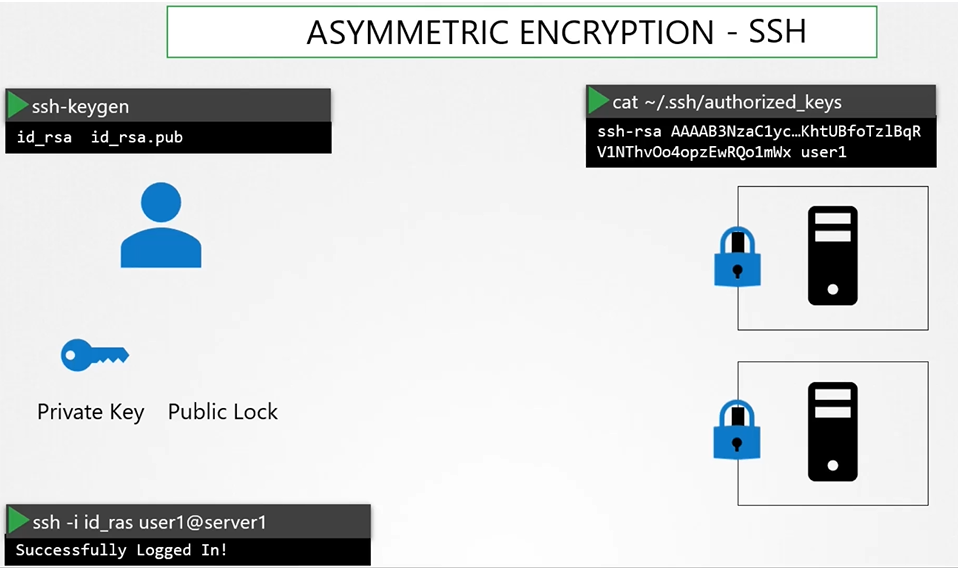 ASYMMETRIC ENCRYPTION - SSH
ssh-keygen
id_rsa id_rsa.pub
cat ~/.ssh/authorized_keys
ssh-rsa AAAAB3NzaC1yc…KhtUBfoTzlBqR
V1NThvOo4opzEwRQo1mWx user1
Private Key Public Lock
ssh -i id_ras user1@server1
Successfully Logged In!